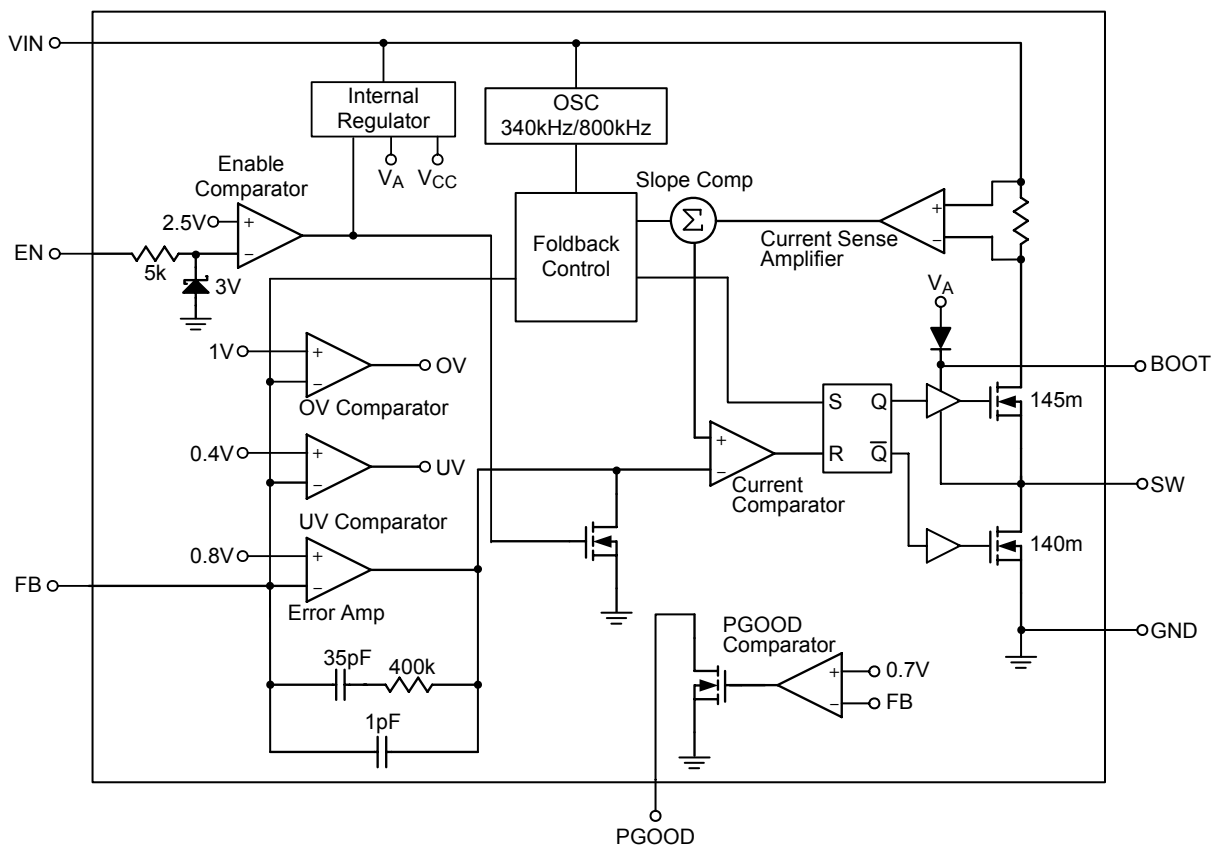 VIN
Internal
Regulator
OSC
340kHz/800kHz
VA
VCC
Enable
Comparator
Slope Comp
2.5V
+
−
Foldback
Control
Σ
+
−
Current Sense
Amplifier
EN
5k
3V
VA
1V
+
−
OV
OV Comparator
BOOT
S
Q
145m
0.4V
+
−
UV
UV Comparator
+
−
R
Q
Current
Comparator
SW
0.8V
+
−
Error Amp
140m
FB
GND
PGOOD
Comparator
35pF
400k
+
0.7V
−
FB
1pF
PGOOD